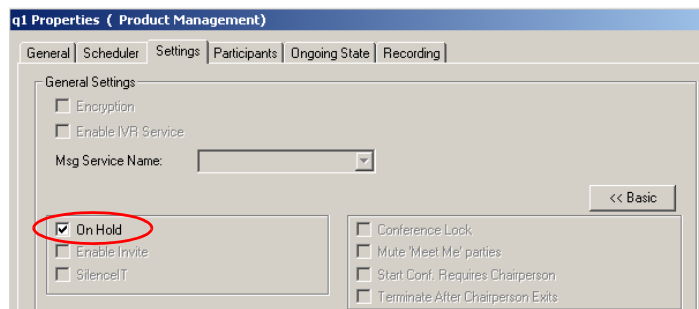 q1 Properties ( Product Management)
General Scheduler Settings Participants Ongoing State Recording
General Settings
Encryption
Enable IVR Service
Msg Service Name:
<< Basic
On Hold
Enable Invite
SilenceIT
Conference Lock
Mute 'Meet Me' parties
Start Conf. Requires Chairperson
Terminate After Chairperson Exits